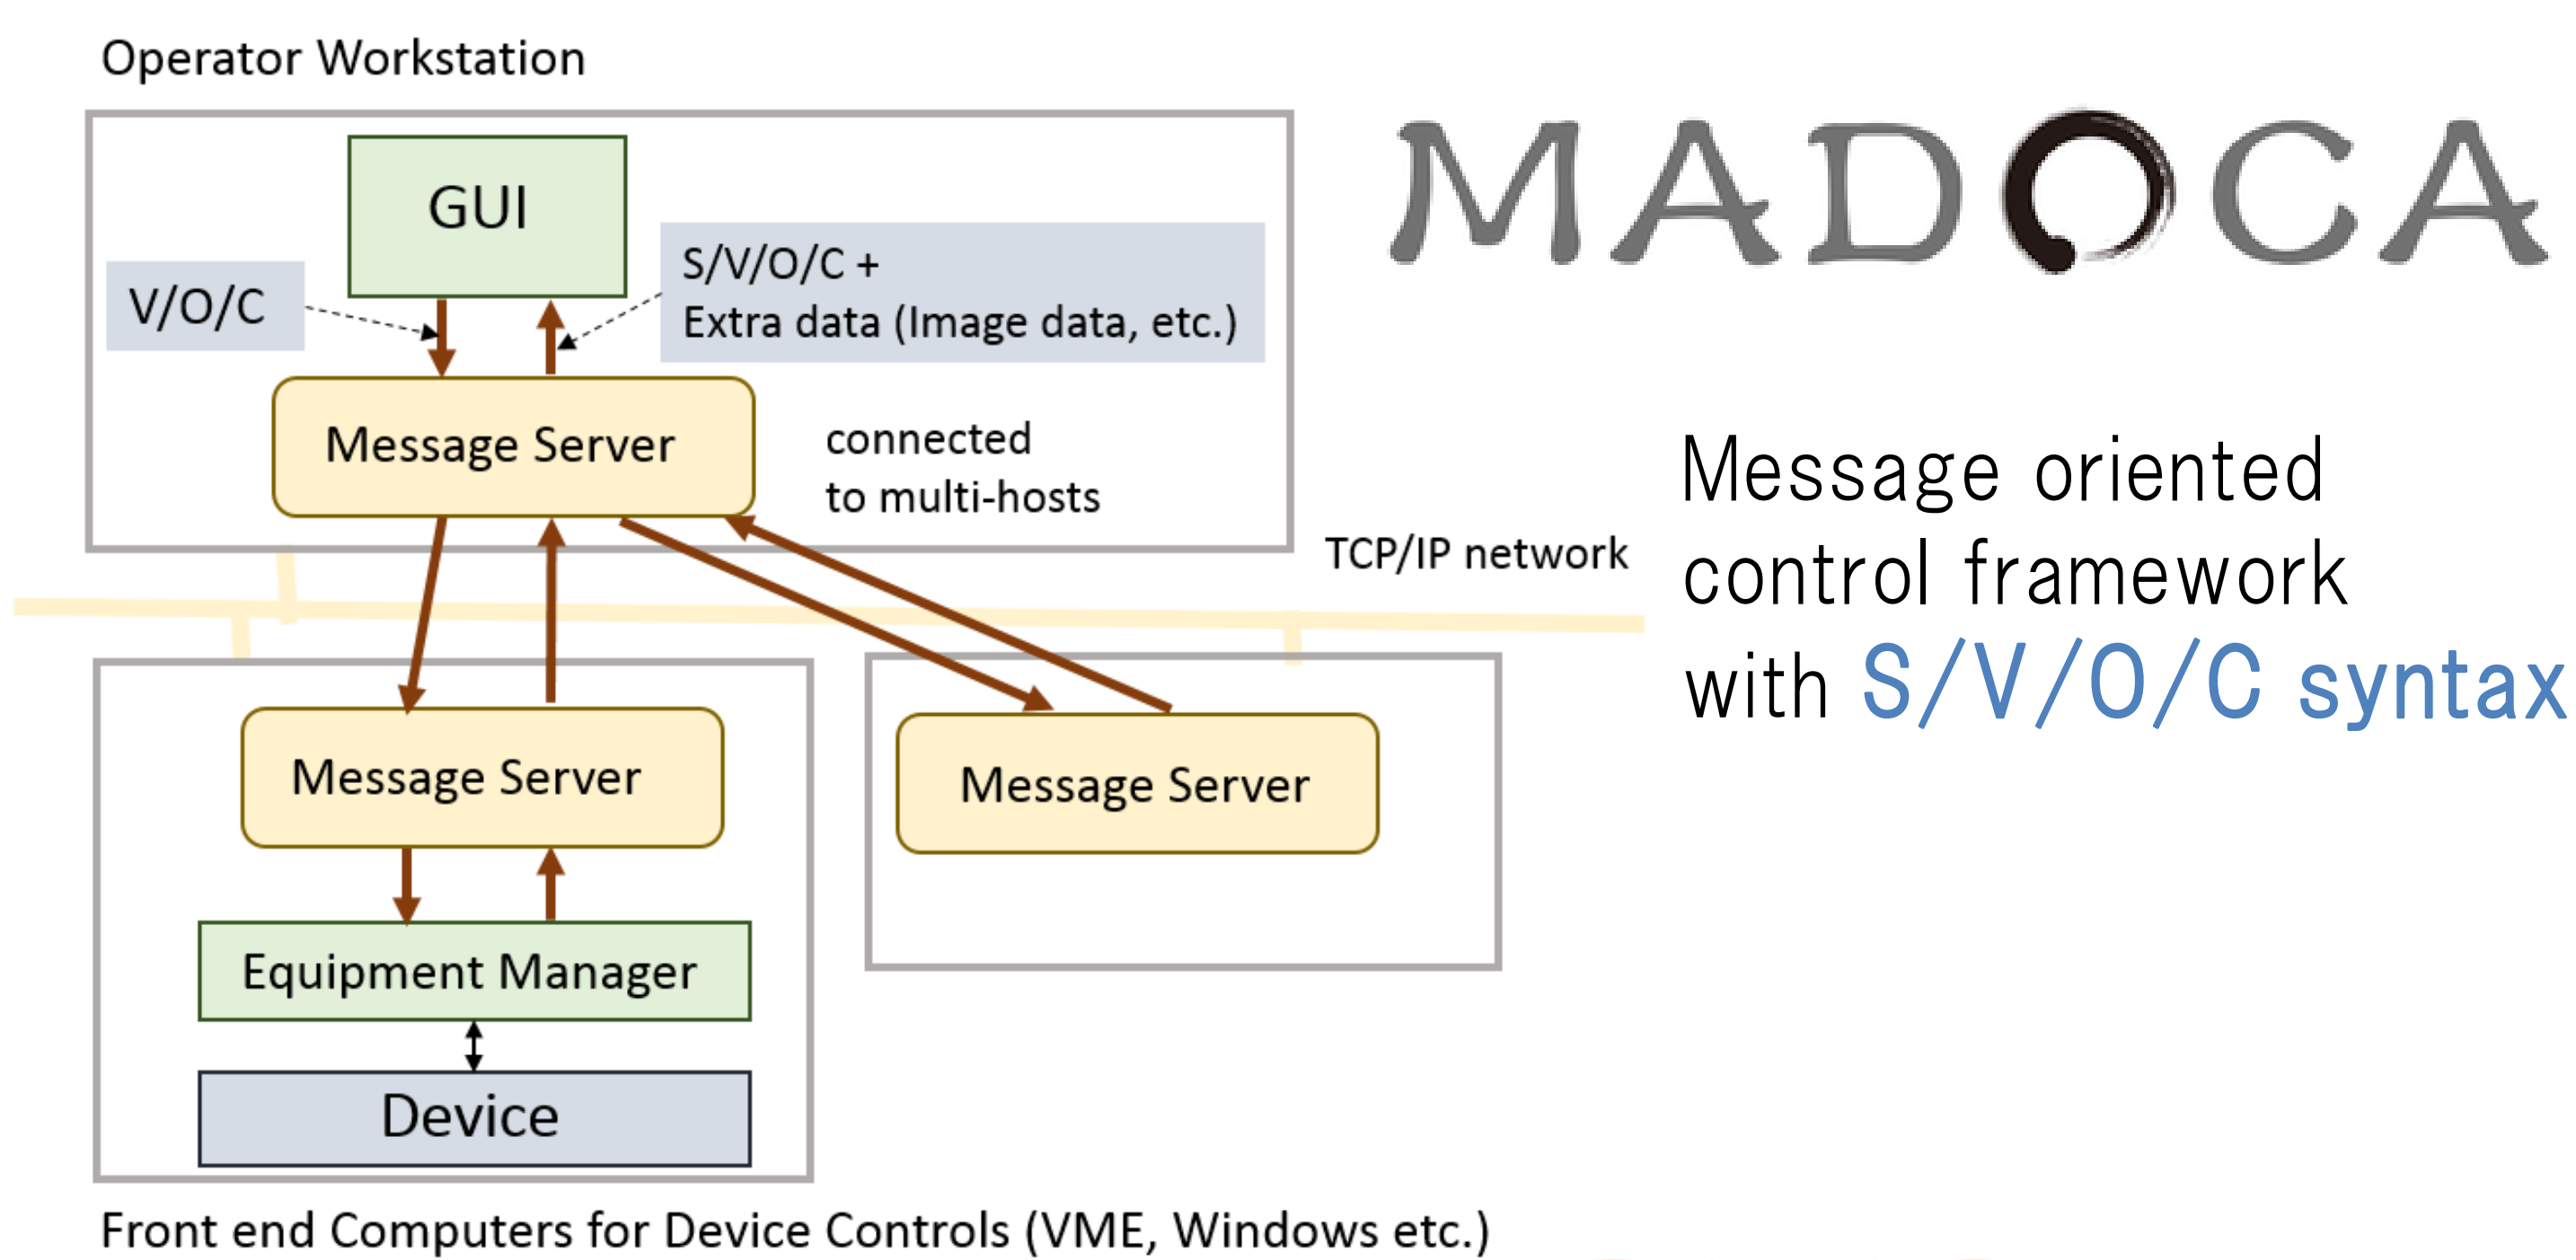 Operator Workstation
MADOCA
GUI
V/O/C
S/V/O/C +
Extra data (Image data, etc.)
Message Server
connected
to multi-hosts
TCP/IP network
Message oriented
control framework
with S/V/O/C syntax
Message Server
Message Server
Equipment Manager
Device
Front end Computers for Device Controls (VME, Windows etc.)